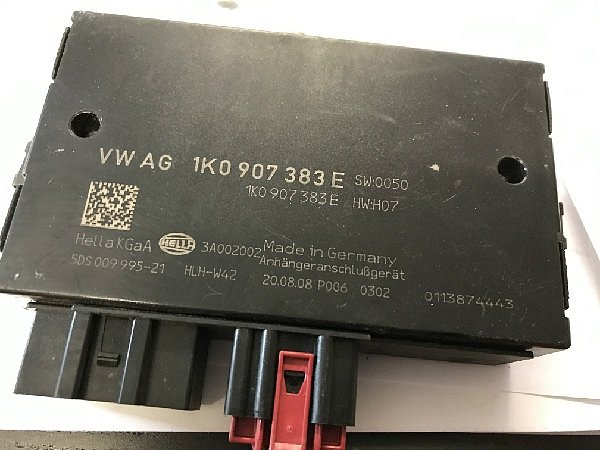 VW AG 1K0 907 383 E SW:0050
1K0 907 383 E HW:H07
Hella KGaA HELLA 3A002002 Made in Germany
Anhängeranschlußgerät
5DS 009 995-21 HLH-W42 20.08.08 P006 0302 0113874443